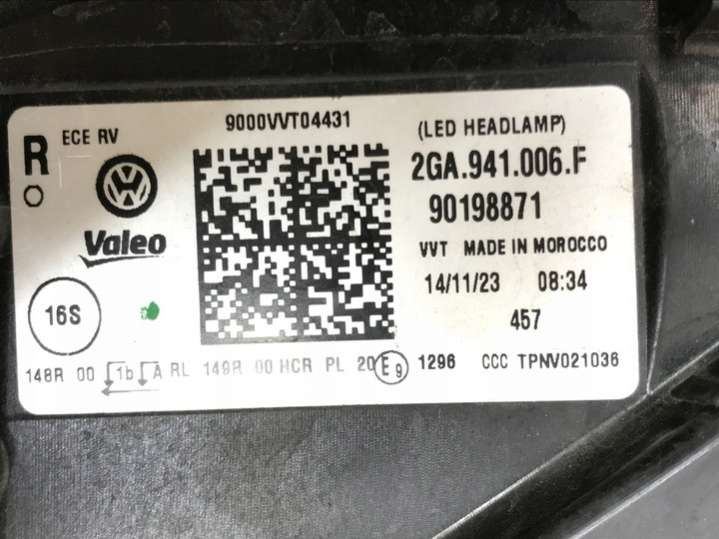 R ECE RV 9000VVT04431 (LED HEADLAMP)
2GA.941.006.F
90198871
Valeo
VVT MADE IN MOROCCO
14/11/23 08:34
16S
457
148R 00 1b A RL 149R 00 HCR PL 20 E9 1296 CCC TPNV021036